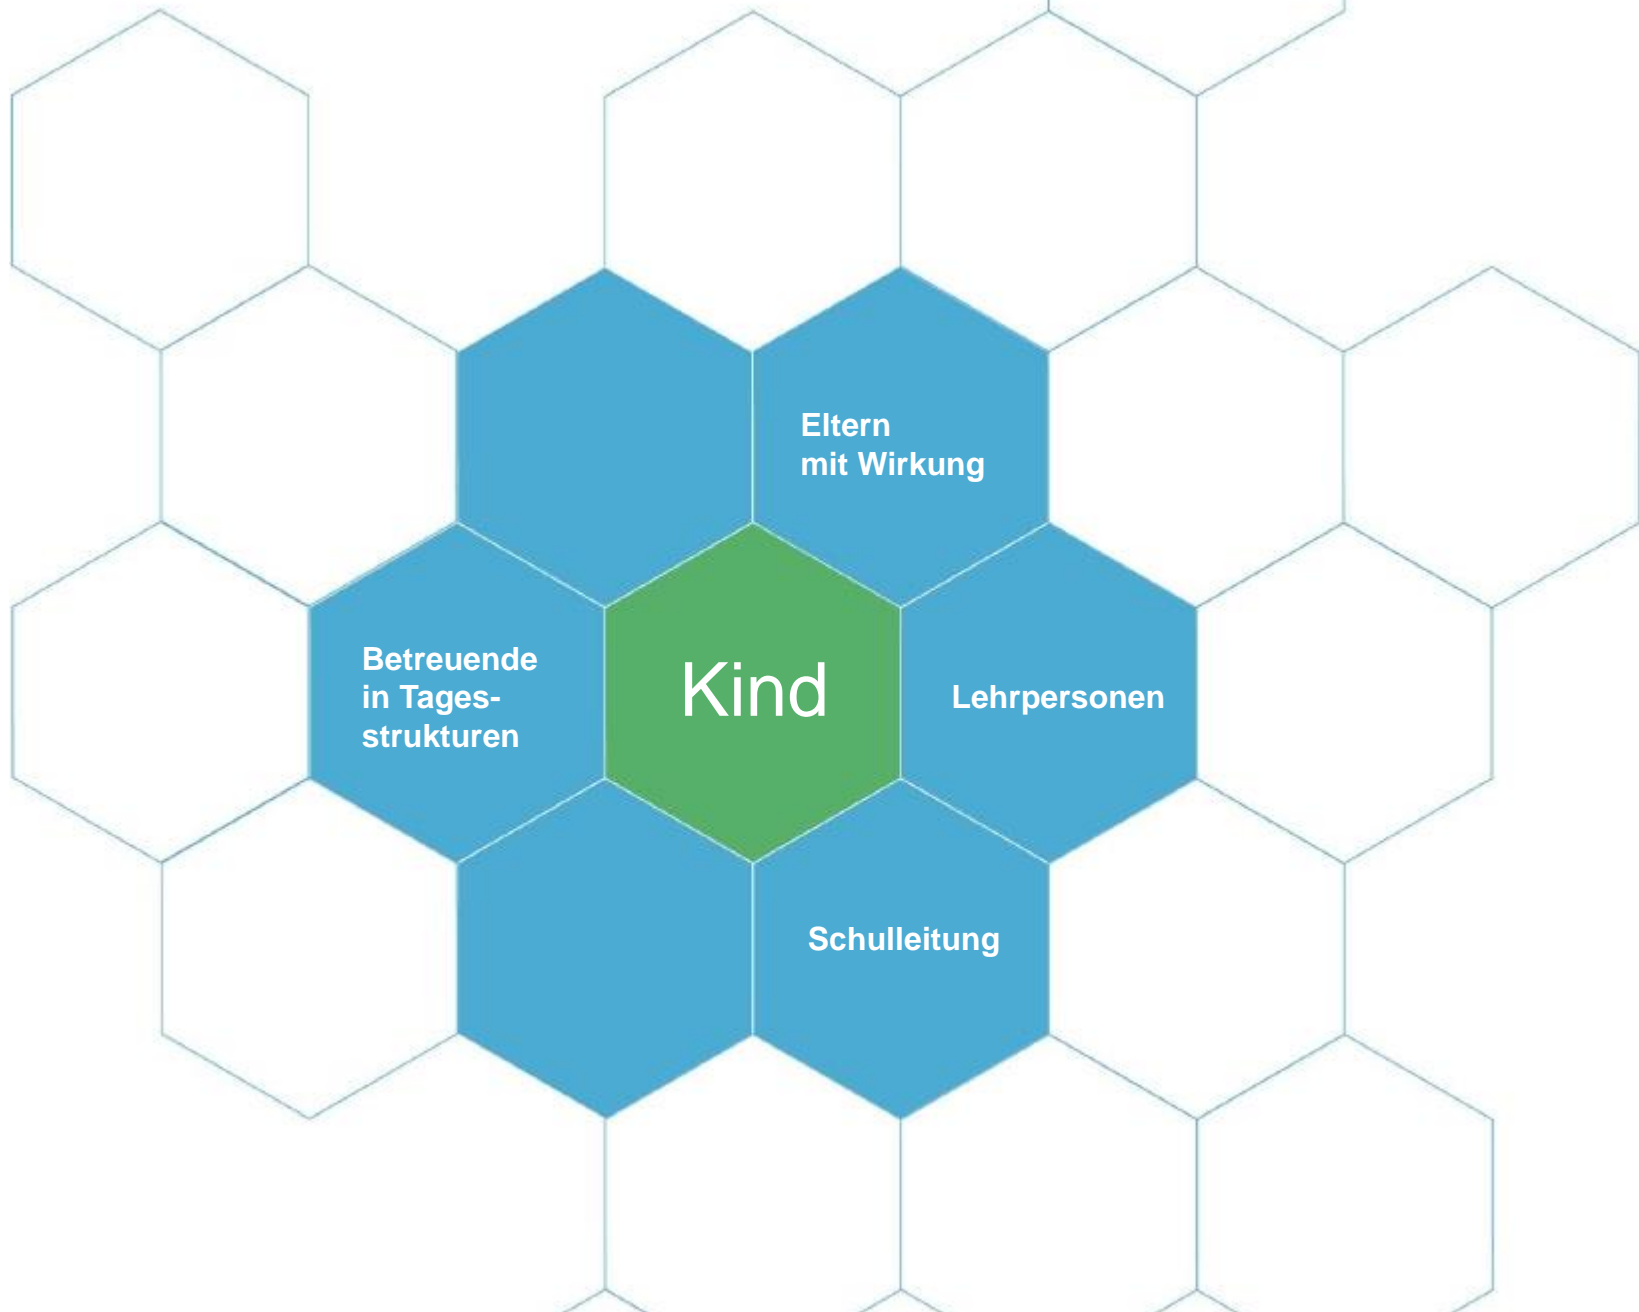 Eltern
mit Wirkung
Betreuende
in Tages-
strukturen
Kind
Lehrpersonen
Schulleitung